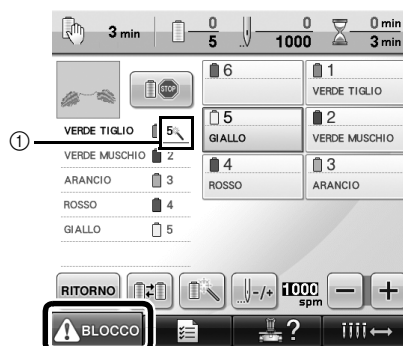 3 min
0
5
0
1000
0 min
3 min
STOP
6
1
VERDE TIGLIO
5
GIALLO
2
VERDE MUSCHIO
4
ROSSO
3
ARANCIO
①
VERDE TIGLIO 5
VERDE MUSCHIO 2
ARANCIO 3
ROSSO 4
GIALLO 5
RITORNO
-/+
1000
spm
− +
BLOCCO
?